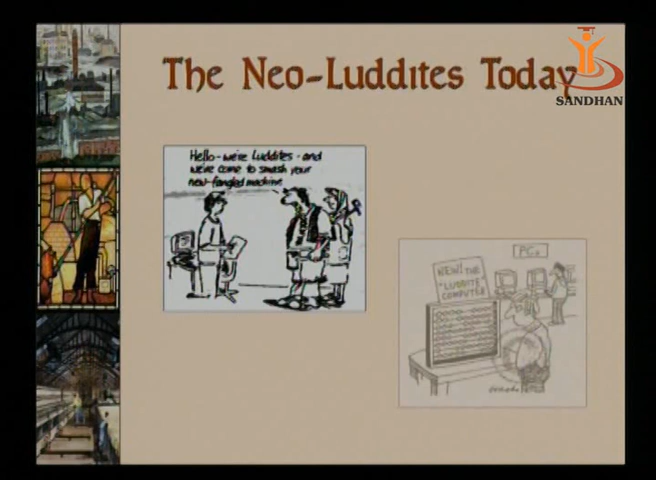 The Neo-Luddites Today
SANDHAN
Hello - we're Luddites - and
we've come to smash your
new-fangled machine
PCs
NEW! THE
"LUDDITE"
COMPUTER